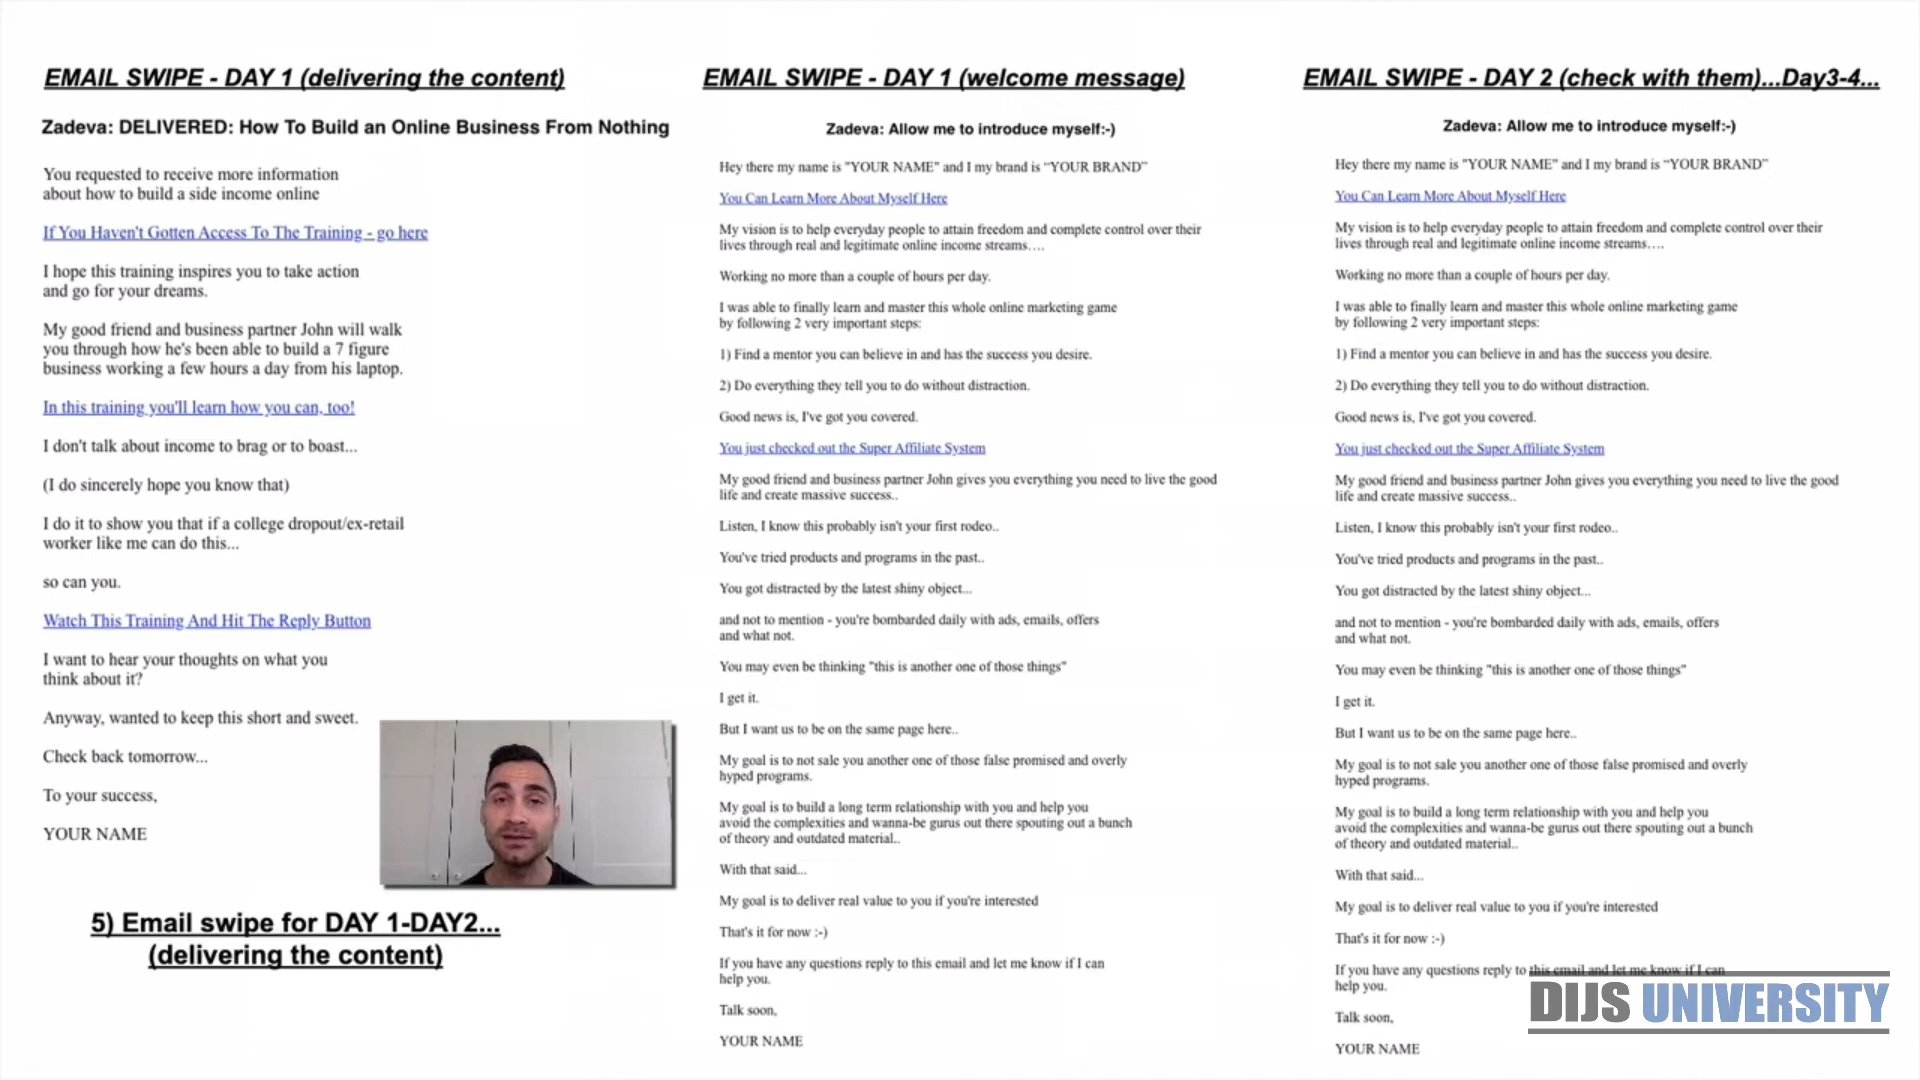 EMAIL SWIPE - DAY 1 (delivering the content)
Zadeva: DELIVERED: How To Build an Online Business From Nothing
You requested to receive more information
about how to build a side income online
If You Haven't Gotten Access To The Training - go here
I hope this training inspires you to take action
and go for your dreams.
My good friend and business partner John will walk
you through how he's been able to build a 7 figure
business working a few hours a day from his laptop.
In this training you'll learn how you can, too!
I don't talk about income to brag or to boast...
(I do sincerely hope you know that)
I do it to show you that if a college dropout/ex-retail
worker like me can do this...
so can you.
Watch This Training And Hit The Reply Button
I want to hear your thoughts on what you
think about it?
Anyway, wanted to keep this short and sweet.
Check back tomorrow...
To your success,
YOUR NAME
5) Email swipe for DAY 1-DAY2...
(delivering the content)
EMAIL SWIPE - DAY 1 (welcome message)
Zadeva: Allow me to introduce myself:-)
Hey there my name is "YOUR NAME" and I my brand is “YOUR BRAND”
You Can Learn More About Myself Here
My vision is to help everyday people to attain freedom and complete control over their
lives through real and legitimate online income streams….
Working no more than a couple of hours per day.
I was able to finally learn and master this whole online marketing game
by following 2 very important steps:
1) Find a mentor you can believe in and has the success you desire.
2) Do everything they tell you to do without distraction.
Good news is, I've got you covered.
You just checked out the Super Affiliate System
My good friend and business partner John gives you everything you need to live the good
life and create massive success..
Listen, I know this probably isn't your first rodeo..
You've tried products and programs in the past..
You got distracted by the latest shiny object...
and not to mention - you're bombarded daily with ads, emails, offers
and what not.
You may even be thinking "this is another one of those things"
I get it.
But I want us to be on the same page here..
My goal is to not sale you another one of those false promised and overly
hyped programs.
My goal is to build a long term relationship with you and help you
avoid the complexities and wanna-be gurus out there spouting out a bunch
of theory and outdated material..
With that said...
My goal is to deliver real value to you if you're interested
That's it for now :-)
If you have any questions reply to this email and let me know if I can
help you.
Talk soon,
YOUR NAME
EMAIL SWIPE - DAY 2 (check with them)...Day3-4...
Zadeva: Allow me to introduce myself:-)
Hey there my name is "YOUR NAME" and I my brand is “YOUR BRAND”
You Can Learn More About Myself Here
My vision is to help everyday people to attain freedom and complete control over their
lives through real and legitimate online income streams….
Working no more than a couple of hours per day.
I was able to finally learn and master this whole online marketing game
by following 2 very important steps:
1) Find a mentor you can believe in and has the success you desire.
2) Do everything they tell you to do without distraction.
Good news is, I've got you covered.
You just checked out the Super Affiliate System
My good friend and business partner John gives you everything you need to live the good
life and create massive success..
Listen, I know this probably isn't your first rodeo..
You've tried products and programs in the past..
You got distracted by the latest shiny object...
and not to mention - you're bombarded daily with ads, emails, offers
and what not.
You may even be thinking "this is another one of those things"
I get it.
But I want us to be on the same page here..
My goal is to not sale you another one of those false promised and overly
hyped programs.
My goal is to build a long term relationship with you and help you
avoid the complexities and wanna-be gurus out there spouting out a bunch
of theory and outdated material..
With that said...
My goal is to deliver real value to you if you're interested
That's it for now :-)
If you have any questions reply to this email and let me know if I can
help you.
Talk soon,
YOUR NAME
DIJS UNIVERSITY